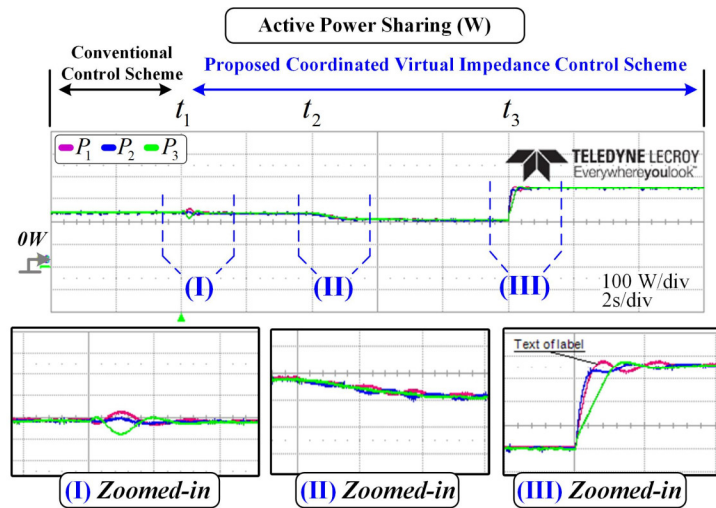 Active Power Sharing (W)
Conventional
Control Scheme
Proposed Coordinated Virtual Impedance Control Scheme
t1
t2
t3
P1 P2 P3
TELEDYNE LECROY
Everywhereyoulook™
0W
(I)
(II)
(III)
100 W/div
2s/div
Text of label
(I) Zoomed-in
(II) Zoomed-in
(III) Zoomed-in